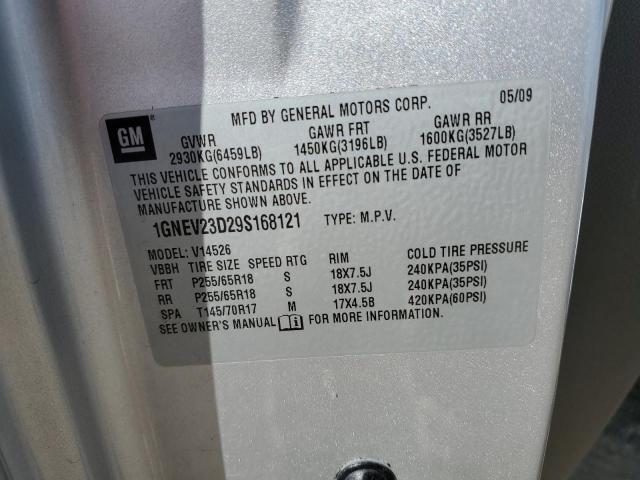 MFD BY GENERAL MOTORS CORP. 05/09
GM
GVWR GAWR FRT GAWR RR
2930KG(6459LB) 1450KG(3196LB) 1600KG(3527LB)
THIS VEHICLE CONFORMS TO ALL APPLICABLE U.S. FEDERAL MOTOR
VEHICLE SAFETY STANDARDS IN EFFECT ON THE DATE OF
MANUFACTURE SHOWN ABOVE.
1GNEV23D29S168121 TYPE: M.P.V.
MODEL: V14526
VBBH TIRE SIZE SPEED RTG RIM COLD TIRE PRESSURE
FRT P255/65R18 S 18X7.5J 240KPA(35PSI)
RR P255/65R18 S 18X7.5J 240KPA(35PSI)
SPA T145/70R17 M 17X4.5B 420KPA(60PSI)
SEE OWNER'S MANUAL FOR MORE INFORMATION.